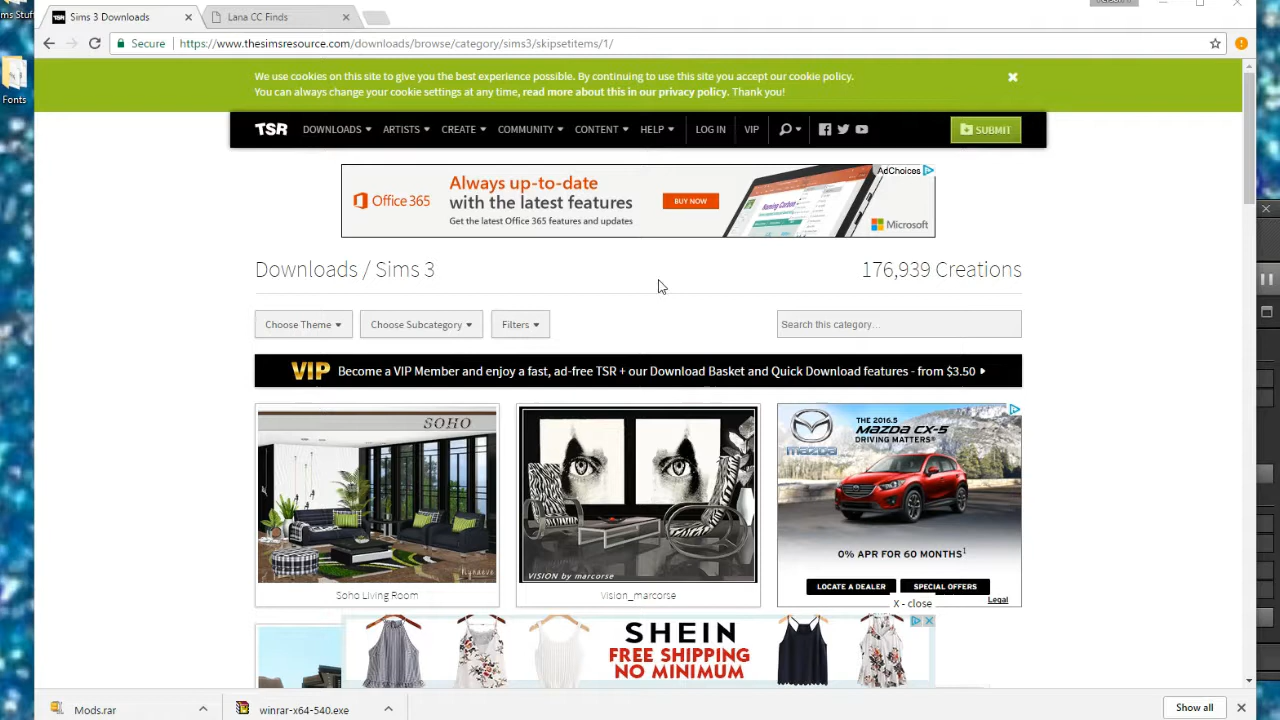 ims Stuff
Sims 3 Downloads
Lana CC Finds
Secure https://www.thesimsresource.com/downloads/browse/category/sims3/skipsetitems/1/
Fonts
We use cookies on this site to give you the best experience possible. By continuing to use this site you accept our cookie policy.
You can always change your cookie settings at any time, read more about this in our privacy policy. Thank you!
TSR DOWNLOADS ARTISTS CREATE COMMUNITY CONTENT HELP LOG IN VIP SUBMIT
AdChoices
Always up-to-date
Office 365 with the latest features BUY NOW
Get the latest Office 365 features and updates
Microsoft
Downloads / Sims 3 176,939 Creations
Choose Theme Choose Subcategory Filters Search this category...
VIP Become a VIP Member and enjoy a fast, ad-free TSR + our Download Basket and Quick Download features - from $3.50
SOHO
Soho Living Room
VISION by marcorse
Vision_marcorse
THE 2016.5
MAZDA CX-5
DRIVING MATTERS®
mazda
0% APR FOR 60 MONTHS1
LOCATE A DEALER SPECIAL OFFERS
Legal
X - close
SHEIN
FREE SHIPPING
NO MINIMUM
Mods.rar
winrar-x64-540.exe
Show all